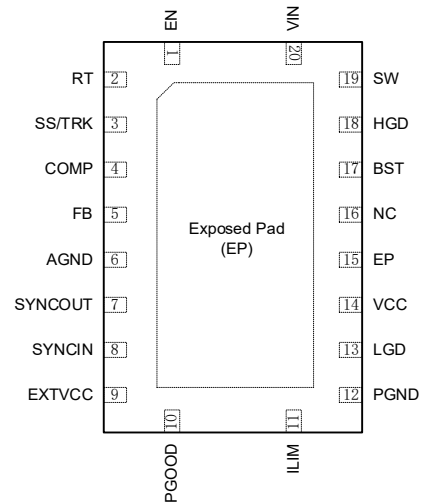 EN
VIN
1
20
RT 2
19 SW
SS/TRK 3
18 HGD
COMP 4
17 BST
FB 5
16 NC
Exposed Pad
(EP)
AGND 6
15 EP
SYNCOUT 7
14 VCC
SYNCIN 8
13 LGD
EXTVCC 9
12 PGND
10
11
PGOOD
ILIM